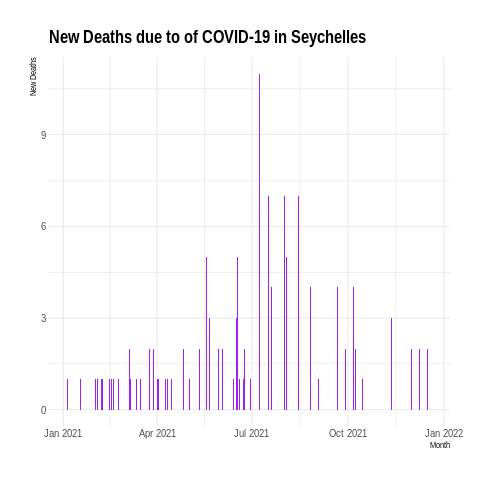 New Deaths due to of COVID-19 in Seychelles
New Deaths
9
6
3
0
Jan 2021 Apr 2021 Jul 2021 Oct 2021 Jan 2022
Month